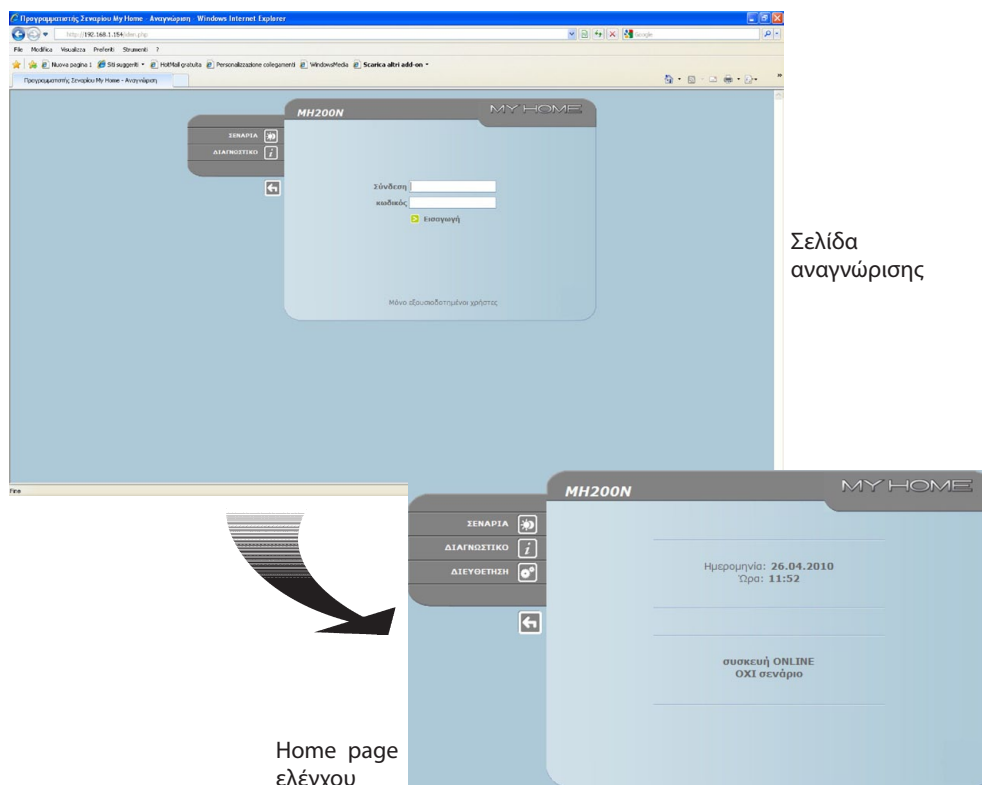 Προγραμματιστής Σεναρίου My Home - Αναγνώριση - Windows Internet Explorer
http://192.168.1.154/
Google
File Modifica Visualizza Preferiti Strumenti ?
Nuova pagina 1 Siti suggeriti HotMail gratuita Personalizzazione collegamenti WindowsMedia Scarica altri add-on
Προγραμματιστής Σεναρίου My Home - Αναγνώριση
MH200N
MY HOME
ΣΕΝΑΡΙΑ
ΔΙΑΓΝΩΣΤΙΚΟ
Σύνδεση
κωδικός
Εισαγωγή
Μόνο εξουσιοδοτημένοι χρήστες
Σελίδα
αναγνώρισης
Fine
MH200N
MY HOME
ΣΕΝΑΡΙΑ
ΔΙΑΓΝΩΣΤΙΚΟ
ΔΙΕΥΘΕΤΗΣΗ
Ημερομηνία: 26.04.2010
Ώρα: 11:52
συσκευή ONLINE
ΟΧΙ σενάριο
Home page
ελέγχου